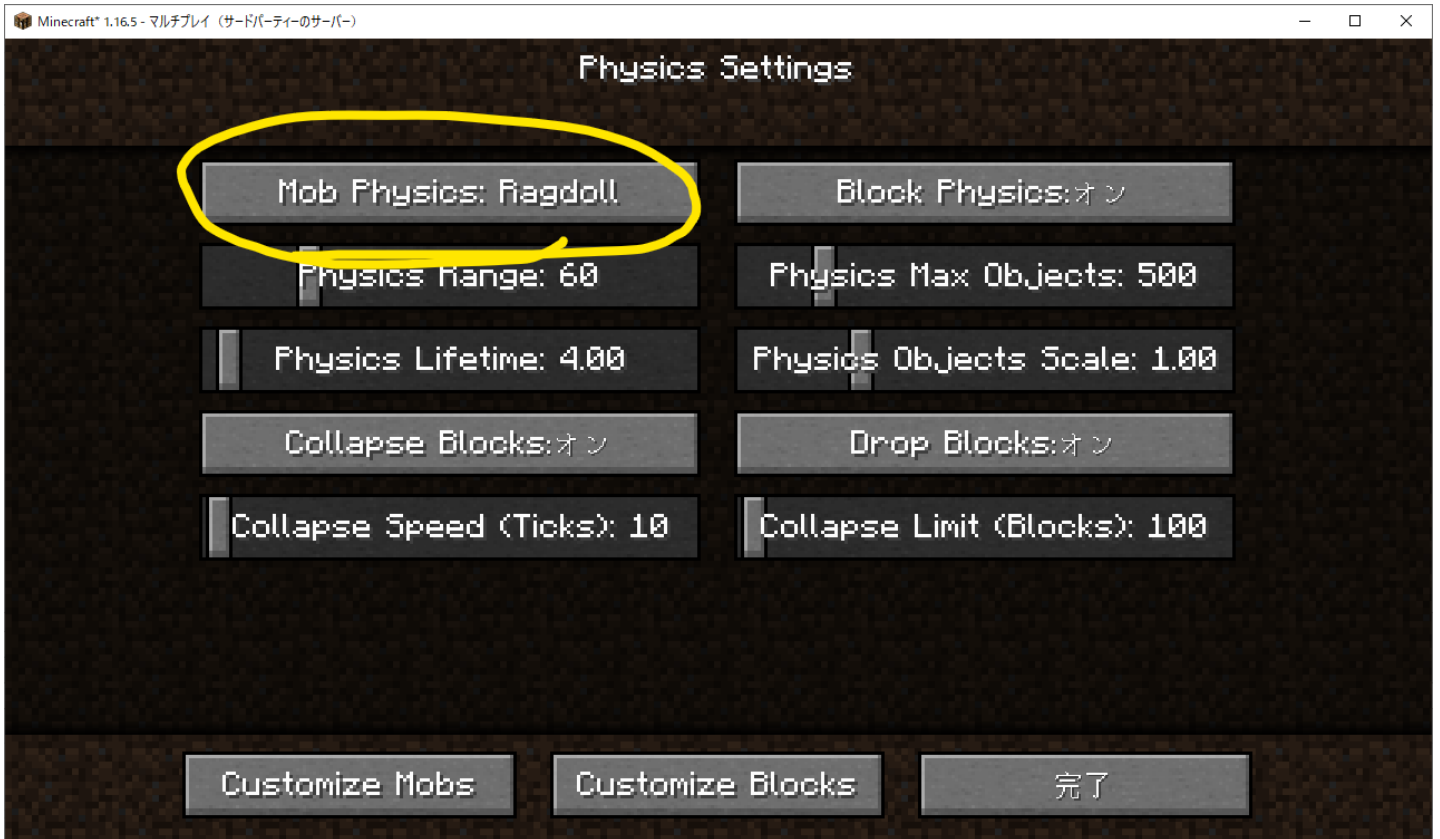 Minecraft* 1.16.5 - マルチプレイ（サードパーティーのサーバー）
Physics Settings
Mob Physics: Ragdoll
Block Physics:オン
Physics Range: 60
Physics Max Objects: 500
Physics Lifetime: 4.00
Physics Objects Scale: 1.00
Collapse Blocks:オン
Drop Blocks:オン
Collapse Speed (Ticks): 10
Collapse Limit (Blocks): 100
Customize Mobs
Customize Blocks
完了